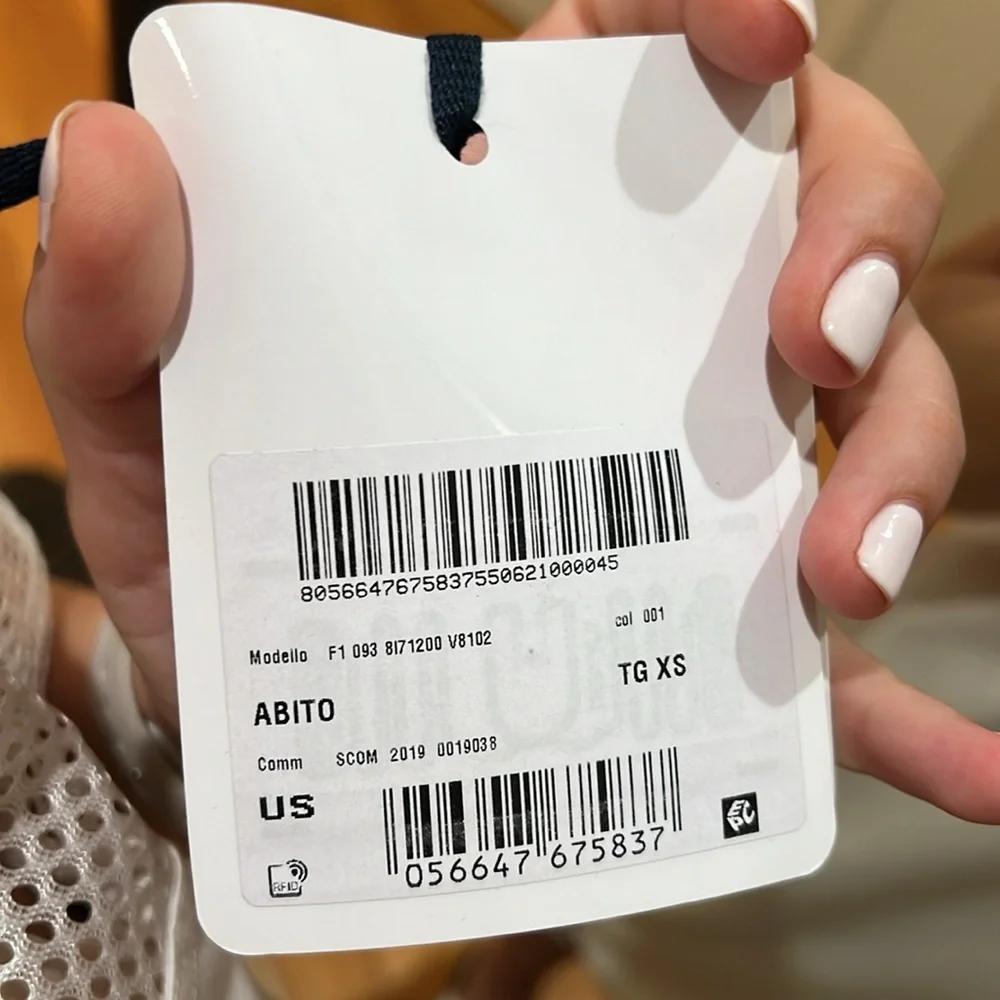 8056647675837550621000045
Modello F1 093 8I71200 V8102
col 001
ABITO
TG XS
Comm SCOM 2019 0019038
US
056647 675837
RFID
EPC